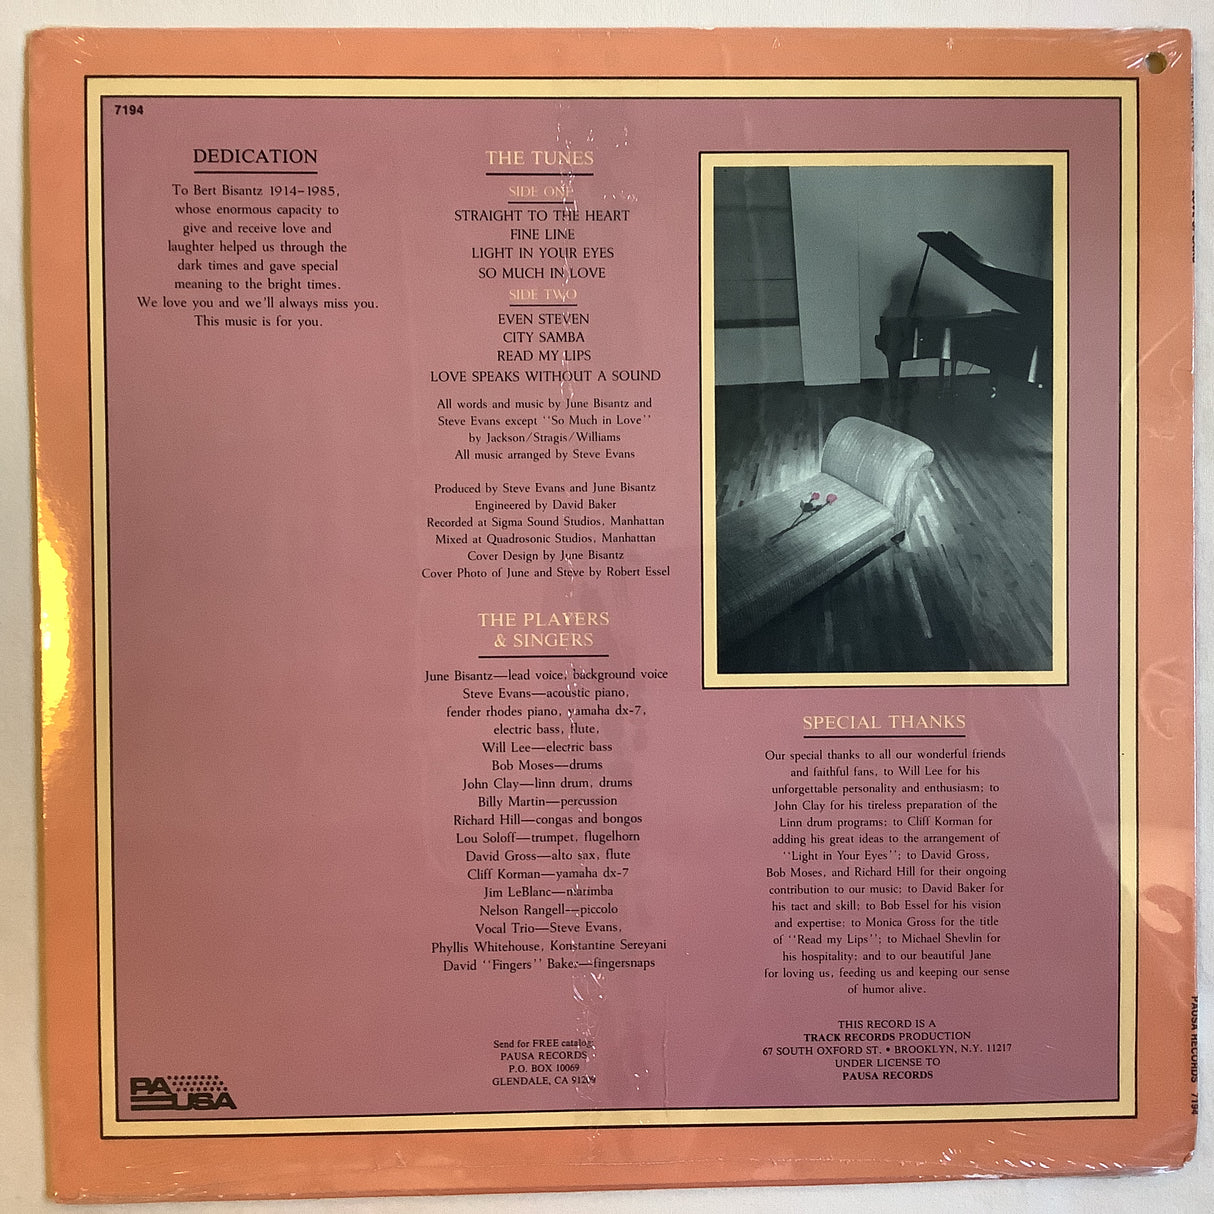 7194
DEDICATION
To Bert Bisantz 1914–1985,
whose enormous capacity to
give and receive love and
laughter helped us through the
dark times and gave special
meaning to the bright times.
We love you and we'll always miss you.
This music is for you.
THE TUNES
SIDE ONE
STRAIGHT TO THE HEART
FINE LINE
LIGHT IN YOUR EYES
SO MUCH IN LOVE
SIDE TWO
EVEN STEVEN
CITY SAMBA
READ MY LIPS
LOVE SPEAKS WITHOUT A SOUND
All words and music by June Bisantz and
Steve Evans except ''So Much in Love''
by Jackson/Stragis/Williams
All music arranged by Steve Evans
Produced by Steve Evans and June Bisantz
Engineered by David Baker
Recorded at Sigma Sound Studios, Manhattan
Mixed at Quadrosonic Studios, Manhattan
Cover Design by June Bisantz
Cover Photo of June and Steve by Robert Essel
THE PLAYERS
& SINGERS
June Bisantz—lead voice, background voice
Steve Evans—acoustic piano,
fender rhodes piano, yamaha dx-7,
electric bass, flute,
Will Lee—electric bass
Bob Moses—drums
John Clay—linn drum, drums
Billy Martin—percussion
Richard Hill—congas and bongos
Lou Soloff—trumpet, flugelhorn
David Gross—alto sax, flute
Cliff Korman—yamaha dx-7
Jim LeBlanc—marimba
Nelson Rangell—piccolo
Vocal Trio—Steve Evans,
Phyllis Whitehouse, Konstantine Sereyani
David ''Fingers'' Baker—fingersnaps
Send for FREE catalog:
PAUSA RECORDS
P.O. BOX 10069
GLENDALE, CA 91209
PAUSA
SPECIAL THANKS
Our special thanks to all our wonderful friends
and faithful fans, to Will Lee for his
unforgettable personality and enthusiasm; to
John Clay for his tireless preparation of the
Linn drum programs; to Cliff Korman for
adding his great ideas to the arrangement of
''Light in Your Eyes''; to David Gross,
Bob Moses, and Richard Hill for their ongoing
contribution to our music; to David Baker for
his tact and skill; to Bob Essel for his vision
and expertise; to Monica Gross for the title
of ''Read my Lips''; to Michael Shevlin for
his hospitality; and to our beautiful Jane
for loving us, feeding us and keeping our sense
of humor alive.
THIS RECORD IS A
TRACK RECORDS PRODUCTION
67 SOUTH OXFORD ST. • BROOKLYN, N.Y. 11217
UNDER LICENSE TO
PAUSA RECORDS
PAUSA RECORDS 7194